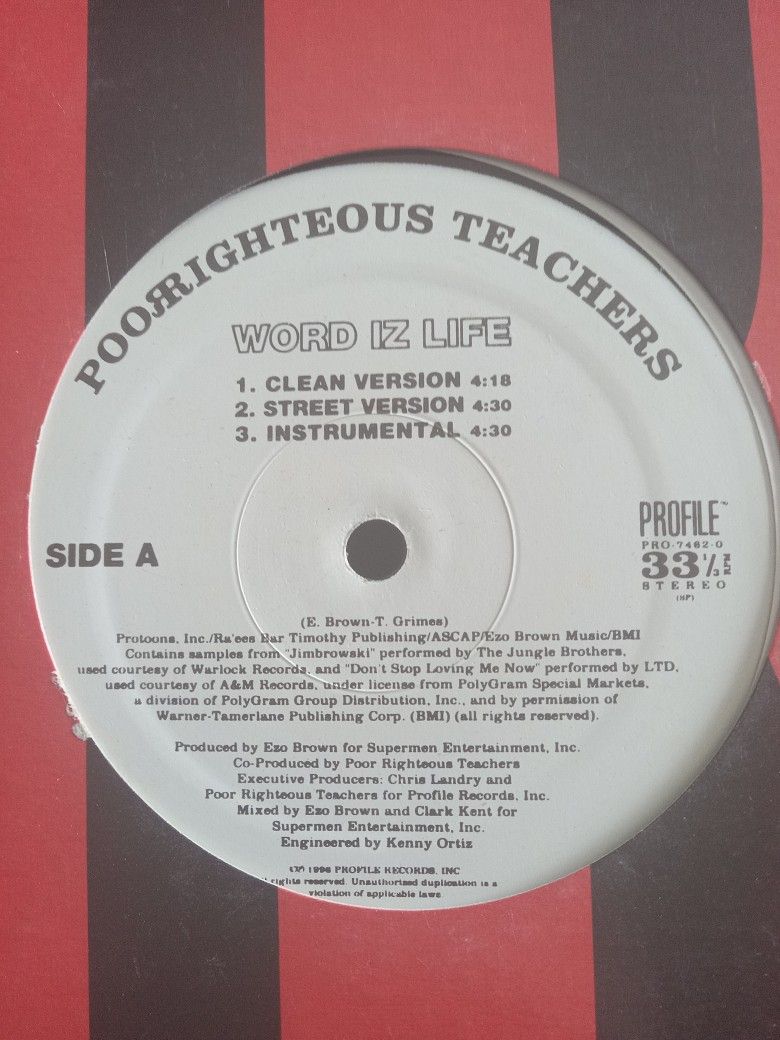 POOR RIGHTEOUS TEACHERS
WORD IZ LIFE
1. CLEAN VERSION 4:18
2. STREET VERSION 4:30
3. INSTRUMENTAL 4:30
SIDE A
PROFILE™
PRO-7462-0
33⅓ RPM
STEREO
(E. Brown-T. Grimes)
Protoons, Inc./Ra'ees Bar Timothy Publishing/ASCAP/Ezo Brown Music/BMI
Contains samples from "Jimbrowski" performed by The Jungle Brothers,
used courtesy of Warlock Records, and "Don't Stop Loving Me Now" performed by LTD,
used courtesy of A&M Records, under license from PolyGram Special Markets,
a division of PolyGram Group Distribution, Inc., and by permission of
Warner-Tamerlane Publishing Corp. (BMI) (all rights reserved).
Produced by Ezo Brown for Supermen Entertainment, Inc.
Co-Produced by Poor Righteous Teachers
Executive Producers: Chris Landry and
Poor Righteous Teachers for Profile Records, Inc.
Mixed by Ezo Brown and Clark Kent for
Supermen Entertainment, Inc.
Engineered by Kenny Ortiz
1996 PROFILE RECORDS, INC
rights reserved. Unauthorized duplication is a
violation of applicable laws